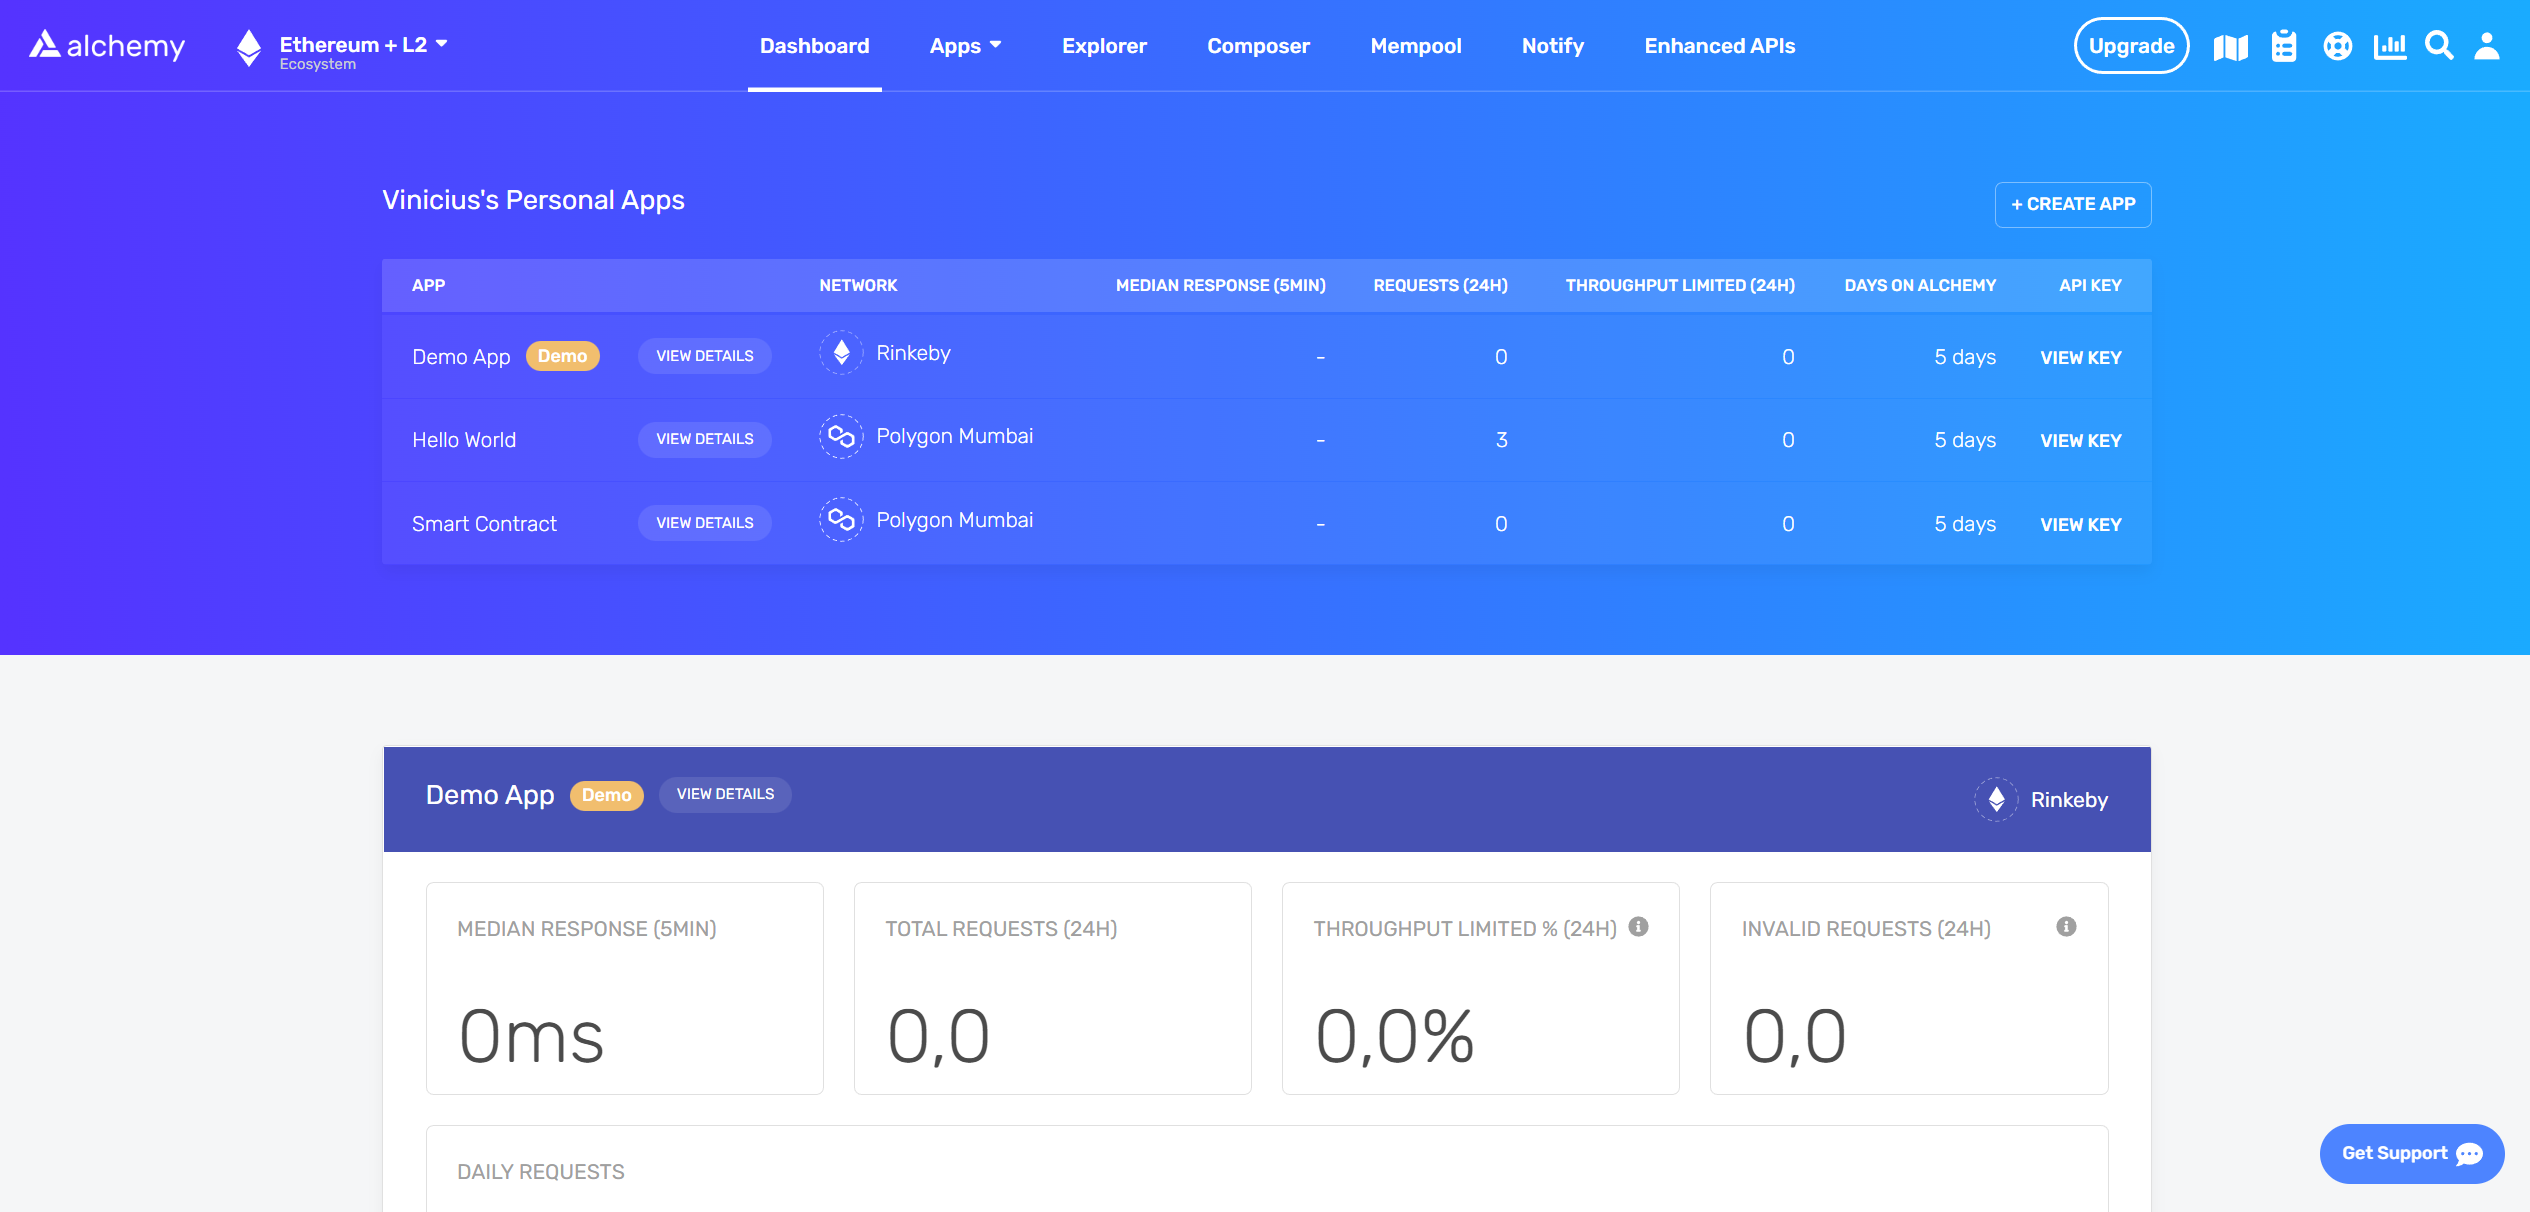 alchemy
Ethereum + L2
Ecosystem
Dashboard Apps Explorer Composer Mempool Notify Enhanced APIs
Upgrade
Vinicius's Personal Apps
+ CREATE APP
APP NETWORK MEDIAN RESPONSE (5MIN) REQUESTS (24H) THROUGHPUT LIMITED (24H) DAYS ON ALCHEMY API KEY
Demo App Demo VIEW DETAILS Rinkeby - 0 0 5 days VIEW KEY
Hello World VIEW DETAILS Polygon Mumbai - 3 0 5 days VIEW KEY
Smart Contract VIEW DETAILS Polygon Mumbai - 0 0 5 days VIEW KEY
Demo App Demo VIEW DETAILS Rinkeby
MEDIAN RESPONSE (5MIN) TOTAL REQUESTS (24H) THROUGHPUT LIMITED % (24H) INVALID REQUESTS (24H)
0ms 0,0 0,0% 0,0
DAILY REQUESTS
Get Support